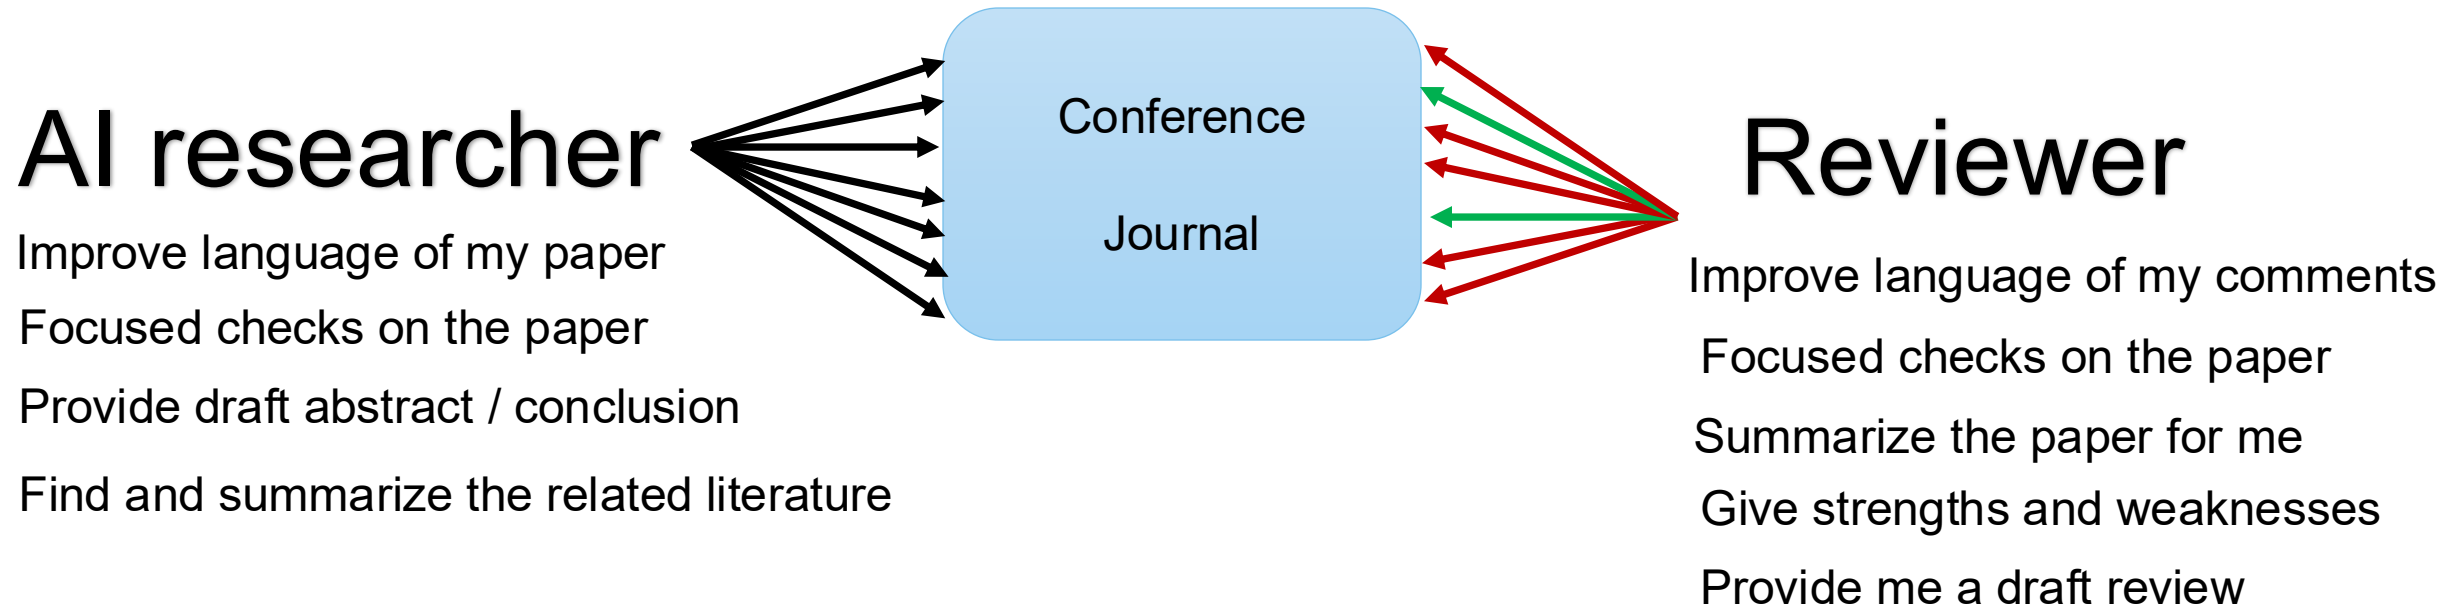 AI researcher
Improve language of my paper
Focused checks on the paper
Provide draft abstract / conclusion
Find and summarize the related literature
Conference
Journal
Reviewer
Improve language of my comments
Focused checks on the paper
Summarize the paper for me
Give strengths and weaknesses
Provide me a draft review